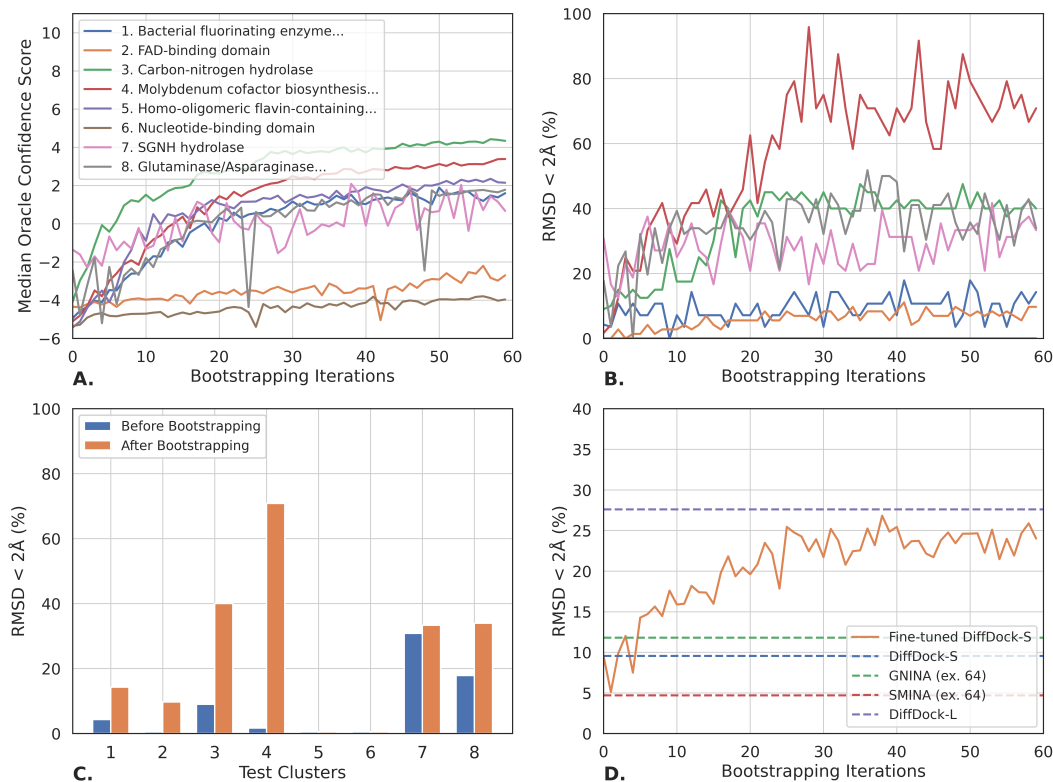 10
8
6
4
2
0
−2
−4
−6
Median Oracle Confidence Score
1. Bacterial fluorinating enzyme...
2. FAD-binding domain
3. Carbon-nitrogen hydrolase
4. Molybdenum cofactor biosynthesis...
5. Homo-oligomeric flavin-containing...
6. Nucleotide-binding domain
7. SGNH hydrolase
8. Glutaminase/Asparaginase...
0 10 20 30 40 50 60
A. Bootstrapping Iterations
100
80
60
40
20
0
RMSD < 2Å (%)
0 10 20 30 40 50 60
B. Bootstrapping Iterations
100
80
60
40
20
0
RMSD < 2Å (%)
Before Bootstrapping
After Bootstrapping
1 2 3 4 5 6 7 8
C. Test Clusters
40
35
30
25
20
15
10
5
0
RMSD < 2Å (%)
Fine-tuned DiffDock-S
DiffDock-S
GNINA (ex. 64)
SMINA (ex. 64)
DiffDock-L
0 10 20 30 40 50 60
D. Bootstrapping Iterations